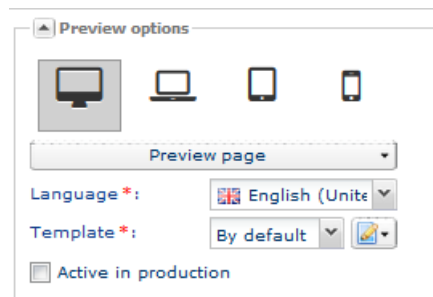 Preview options
Preview page
Language*:
English (Unite
Template*:
By default
Active in production